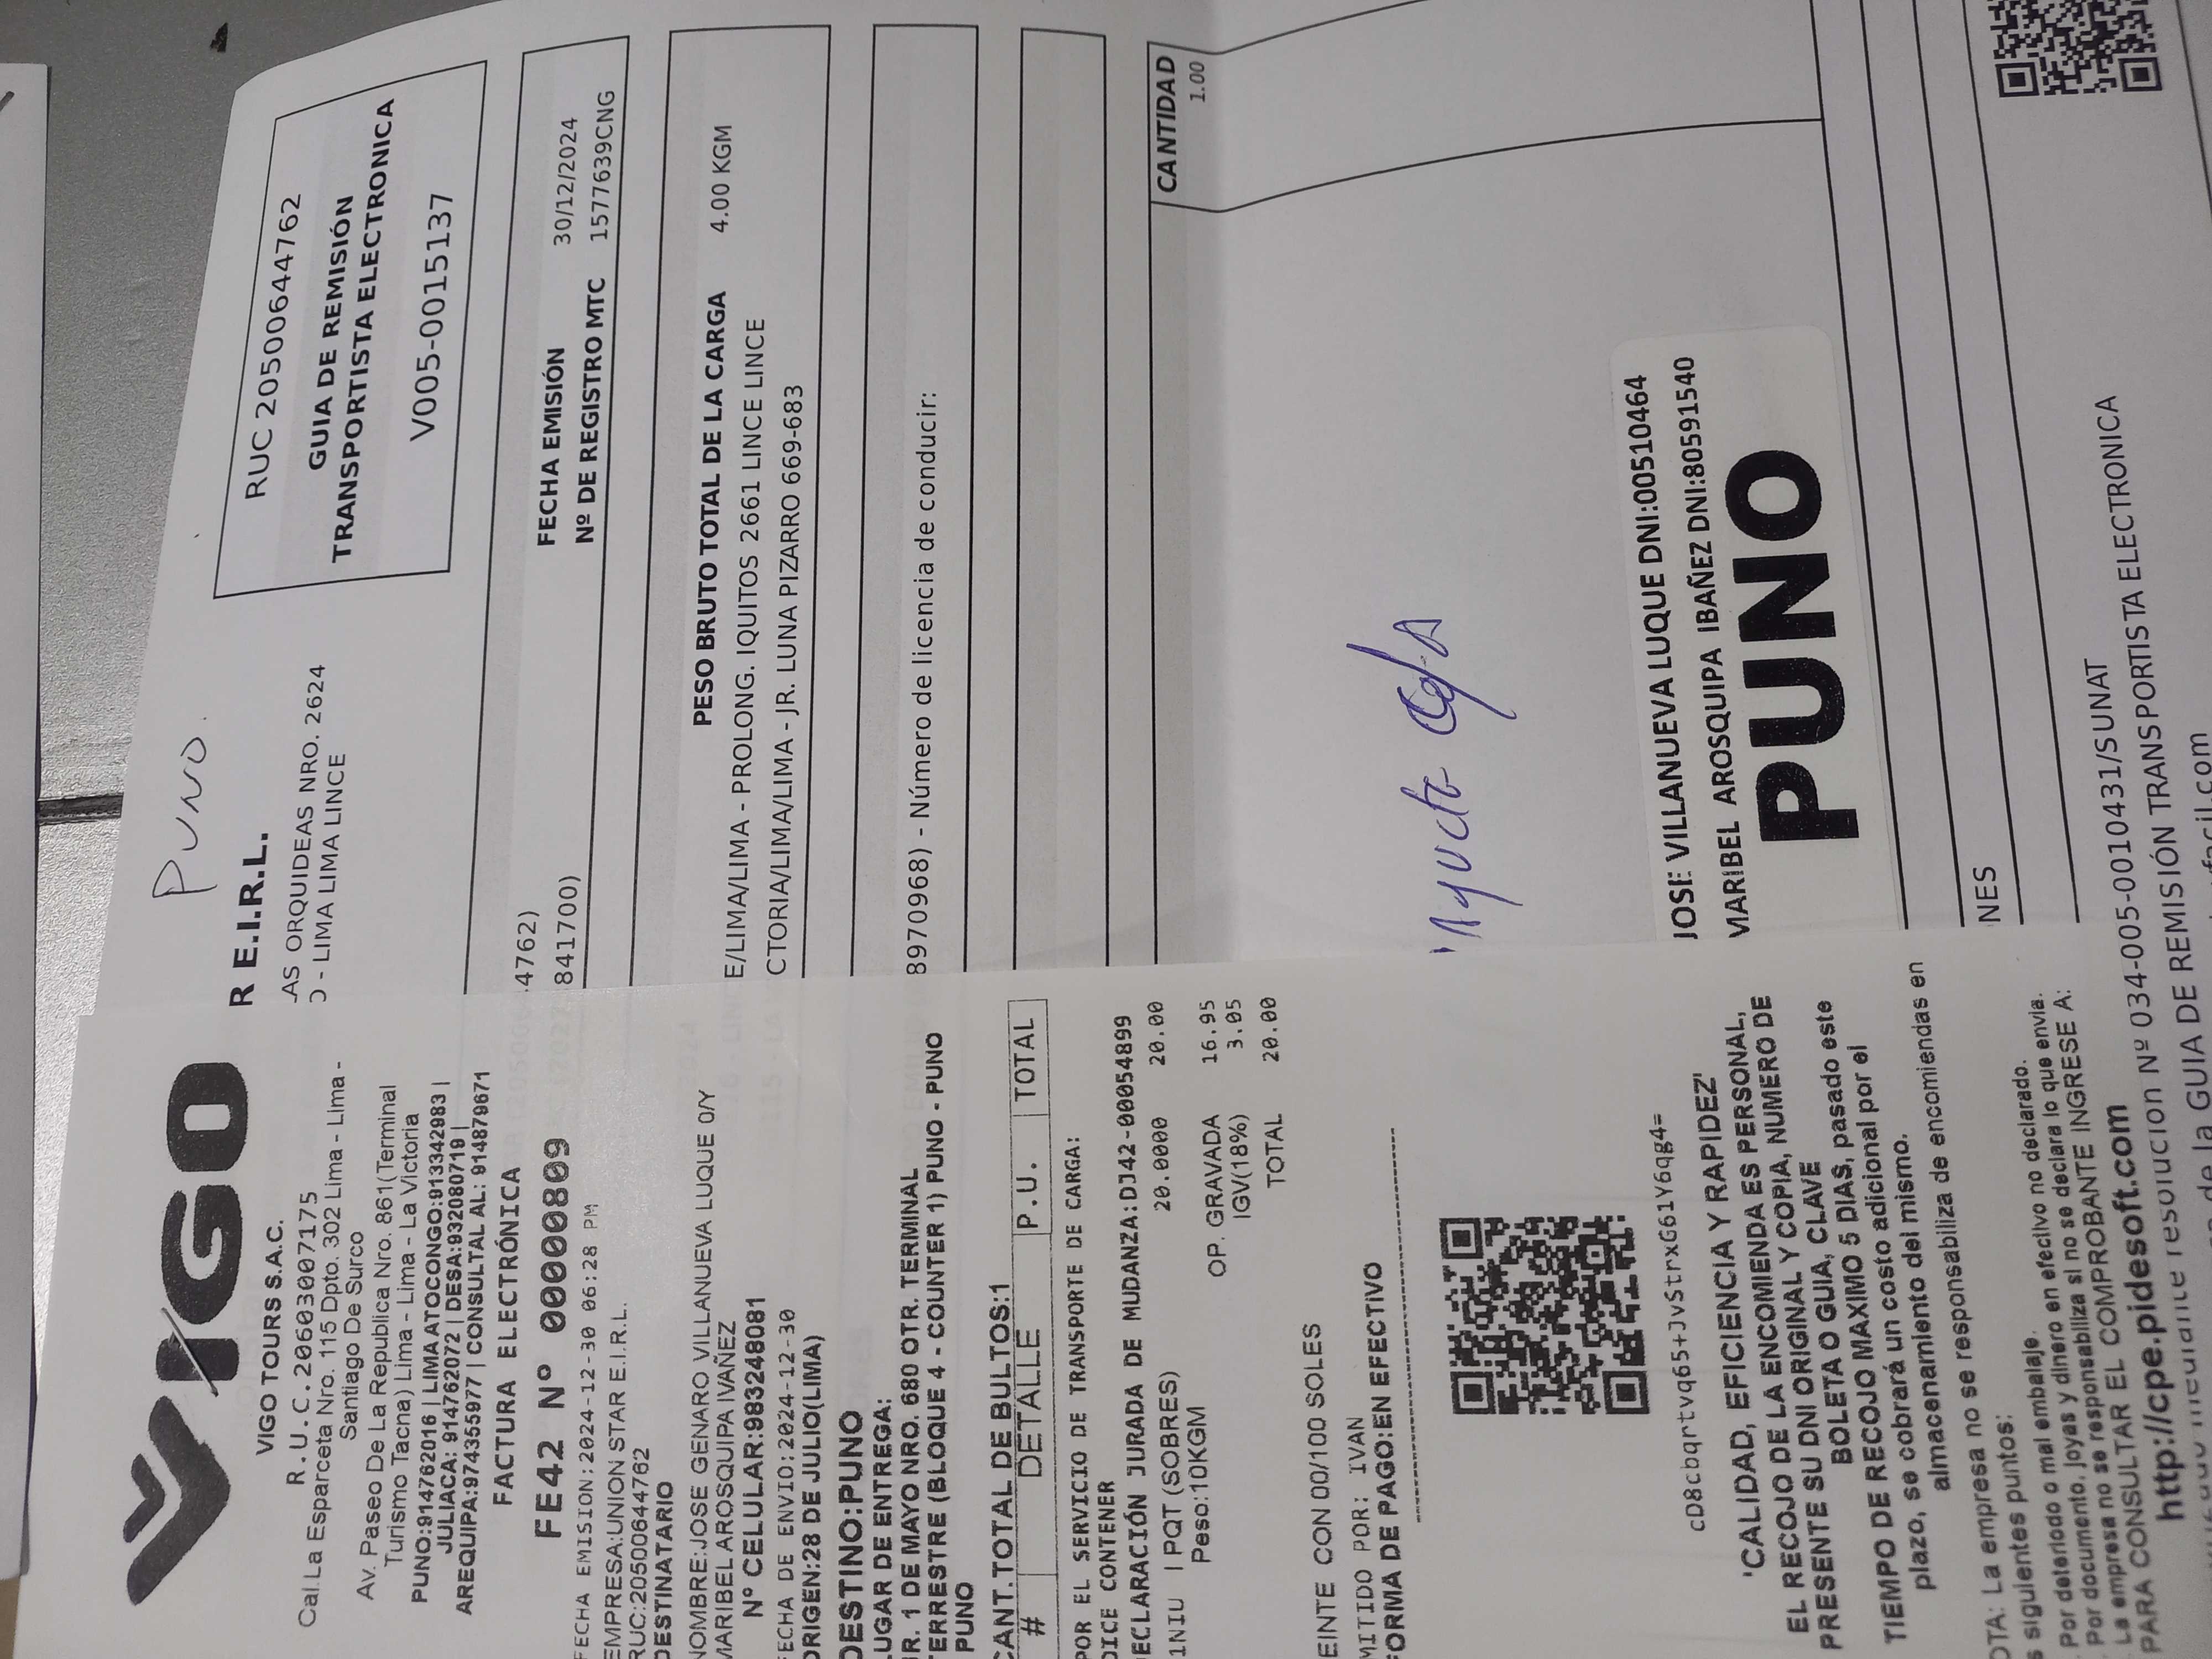 VIGO
VIGO TOURS S.A.C.
R.U.C.20603007175
Cal.La Esparceta Nro. 115 Dpto. 302 Lima - Lima -
Santiago De Surco
Av. Paseo De La Republica Nro. 861(Terminal
Turismo Tacna) Lima - Lima - La Victoria
PUNO:914762016 | LIMA ATOCONGO:913342983 |
JULIACA: 914762072 | DESA:932080719 |
AREQUIPA:974355977 | CONSULTAL AL: 914879671
FACTURA ELECTRÓNICA
FE42 N° 00000809
FECHA EMISION:2024-12-30 06:28 PM
EMPRESA:UNION STAR E.I.R.L.
RUC:20500644762
DESTINATARIO
NOMBRE:JOSE GENARO VILLANUEVA LUQUE O/Y
MARIBEL AROSQUIPA IVAÑEZ
N° CELULAR:983248081
FECHA DE ENVIO:2024-12-30
ORIGEN:28 DE JULIO(LIMA)
DESTINO:PUNO
LUGAR DE ENTREGA:
JR. 1 DE MAYO NRO. 680 OTR. TERMINAL
TERRESTRE (BLOQUE 4 - COUNTER 1) PUNO - PUNO
PUNO
CANT.TOTAL DE BULTOS:1
# DETALLE P.U. TOTAL
POR EL SERVICIO DE TRANSPORTE DE CARGA:
DICE CONTENER
DECLARACIÓN JURADA DE MUDANZA:DJ42-00054899
1NIU | PQT (SOBRES) 20.0000 20.00
Peso:10KGM
OP. GRAVADA 16.95
IGV(18%) 3.05
TOTAL 20.00
EINTE CON 00/100 SOLES
MITIDO POR: IVAN
FORMA DE PAGO:EN EFECTIVO
cD8cbqrtvq65+JvStrxG61Y6qg4=
'CALIDAD, EFICIENCIA Y RAPIDEZ'
EL RECOJO DE LA ENCOMIENDA ES PERSONAL,
PRESENTE SU DNI ORIGINAL Y COPIA, NUMERO DE
BOLETA O GUIA, CLAVE
TIEMPO DE RECOJO MAXIMO 5 DIAS, pasado este
plazo, se cobrará un costo adicional por el
almacenamiento del mismo.
OTA: La empresa no se responsabiliza de encomiendas en
s siguientes puntos:
Por deteriodo o mal embalaje.
Por documento, joyas y dinero en efectivo no declarado.
La empresa no se responsabiliza si no se declara lo que envia.
PARA CONSULTAR EL COMPROBANTE INGRESE A:
http://cpe.pidesoft.com
Puno.
R E.I.R.L.
AS ORQUIDEAS NRO. 2624
O - LIMA LIMA LINCE
RUC 20500644762
GUIA DE REMISIÓN
TRANSPORTISTA ELECTRONICA
V005-0015137
4762)
841700)
FECHA EMISIÓN 30/12/2024
Nº DE REGISTRO MTC 1577639CNG
PESO BRUTO TOTAL DE LA CARGA 4.00 KGM
E/LIMA/LIMA - PROLONG. IQUITOS 2661 LINCE LINCE
CTORIA/LIMA/LIMA - JR. LUNA PIZARRO 669-683
8970968) - Número de licencia de conducir:
CANTIDAD
1.00
JOSE VILLANUEVA LUQUE DNI:00510464
MARIBEL AROSQUIPA IBAÑEZ DNI:80591540
PUNO
NES
resolucion Nº 034-005-0010431/SUNAT
de la GUIA DE REMISIÓN TRANSPORTISTA ELECTRONICA